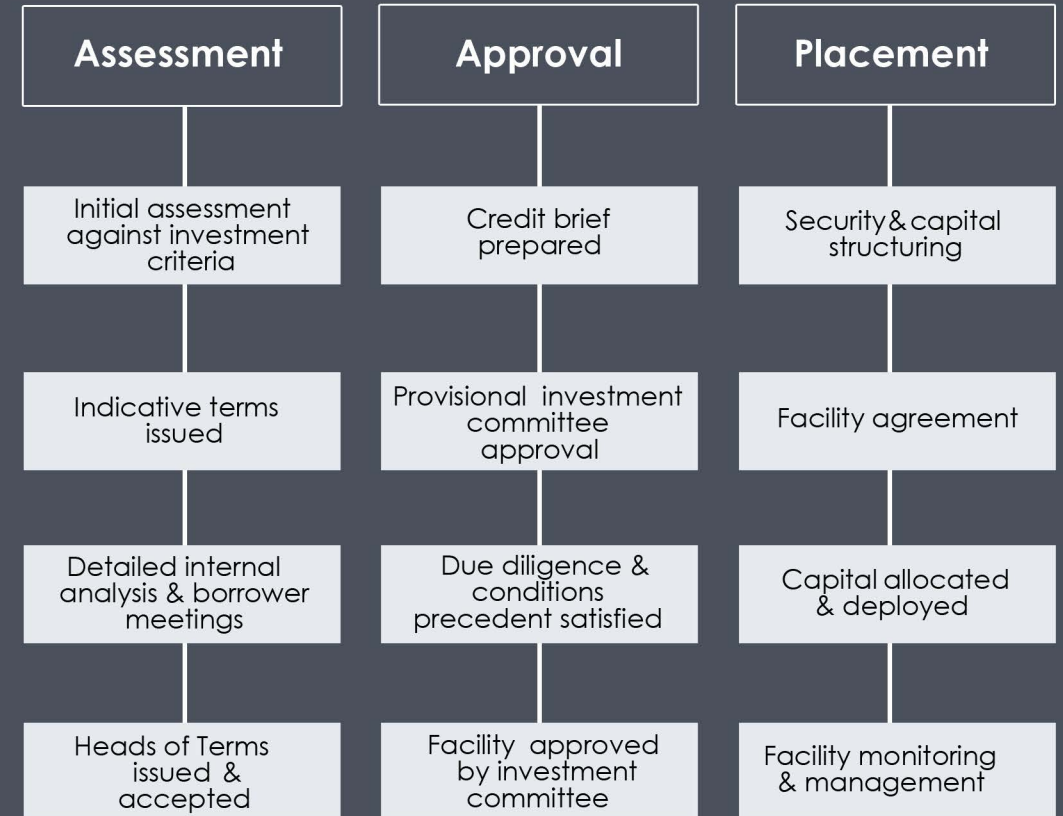 Assessment
Initial assessment
against investment
criteria
Indicative terms
issued
Detailed internal
analysis & borrower
meetings
Heads of Terms
issued &
accepted
Approval
Credit brief
prepared
Provisional investment
committee
approval
Due diligence &
conditions
precedent satisfied
Facility approved
by investment
committee
Placement
Security & capital
structuring
Facility agreement
Capital allocated
& deployed
Facility monitoring
& management